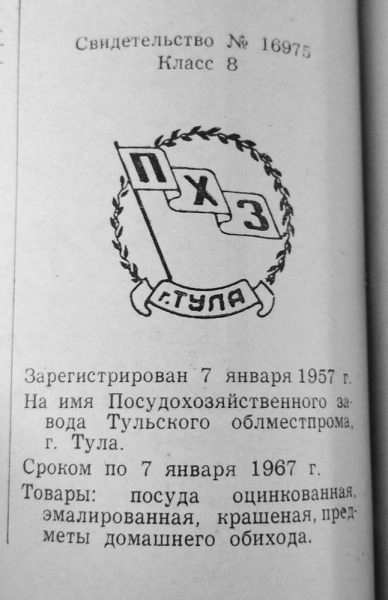 Свидетельство № 16975
Класс 8
ПХЗ
г. ТУЛА
Зарегистрирован 7 января 1957 г.
На имя Посудохозяйственного за-
вода Тульского облместпрома,
г. Тула.
Сроком по 7 января 1967 г.
Товары: посуда оцинкованная,
эмалированная, крашеная, пред-
меты домашнего обихода.